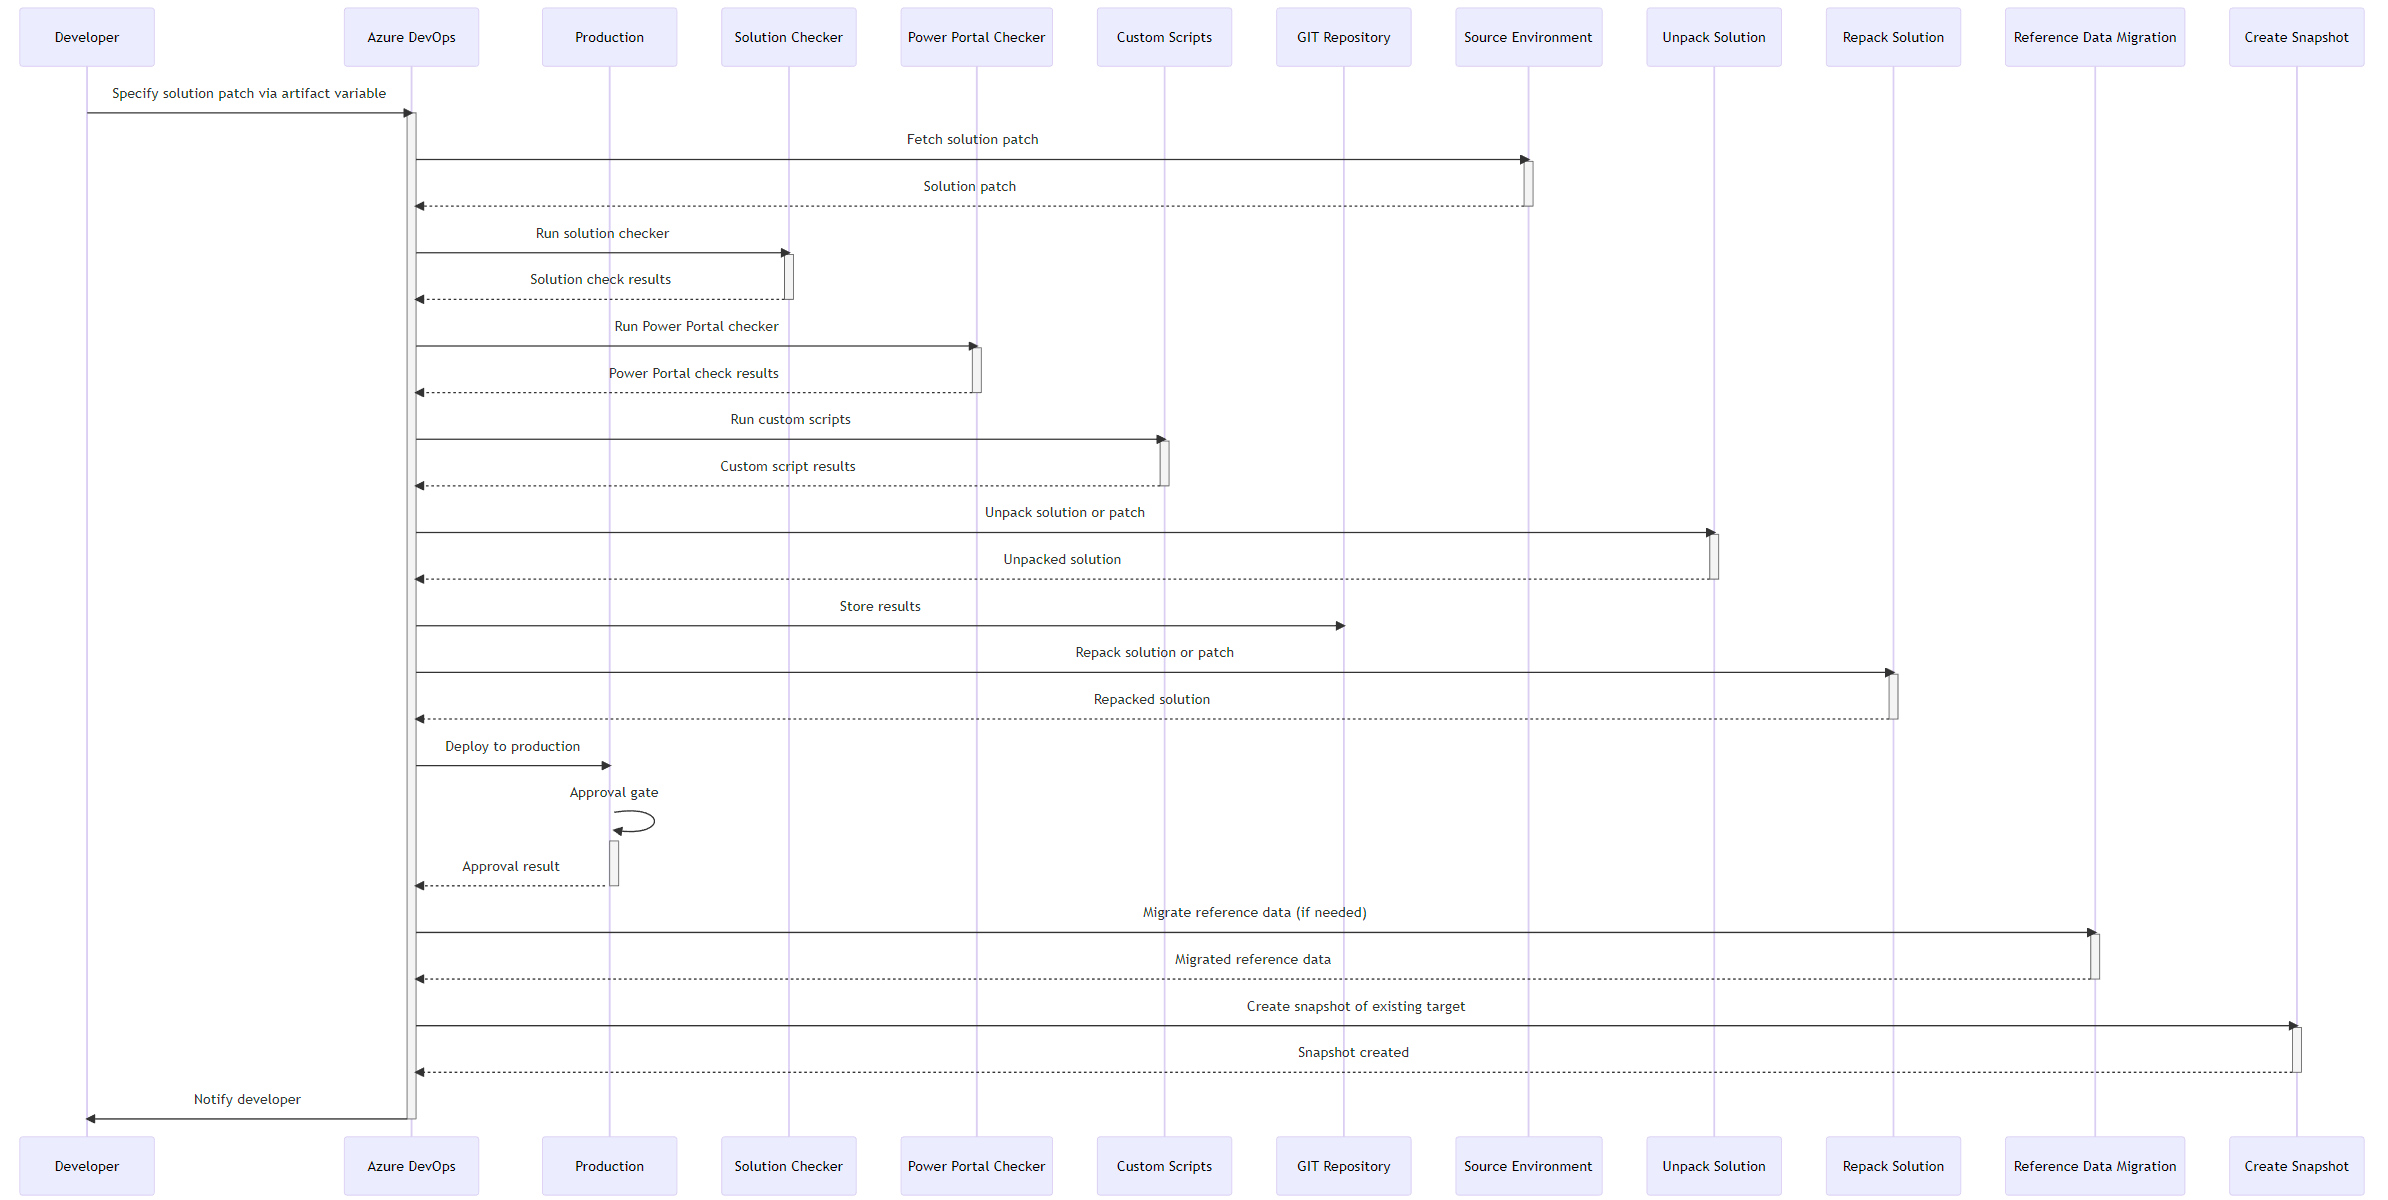 Developer
Azure DevOps
Production
Solution Checker
Power Portal Checker
Custom Scripts
GIT Repository
Source Environment
Unpack Solution
Repack Solution
Reference Data Migration
Create Snapshot
Specify solution patch via artifact variable
Fetch solution patch
Solution patch
Run solution checker
Solution check results
Run Power Portal checker
Power Portal check results
Run custom scripts
Custom script results
Unpack solution or patch
Unpacked solution
Store results
Repack solution or patch
Repacked solution
Deploy to production
Approval gate
Approval result
Migrate reference data (if needed)
Migrated reference data
Create snapshot of existing target
Snapshot created
Notify developer
Developer
Azure DevOps
Production
Solution Checker
Power Portal Checker
Custom Scripts
GIT Repository
Source Environment
Unpack Solution
Repack Solution
Reference Data Migration
Create Snapshot